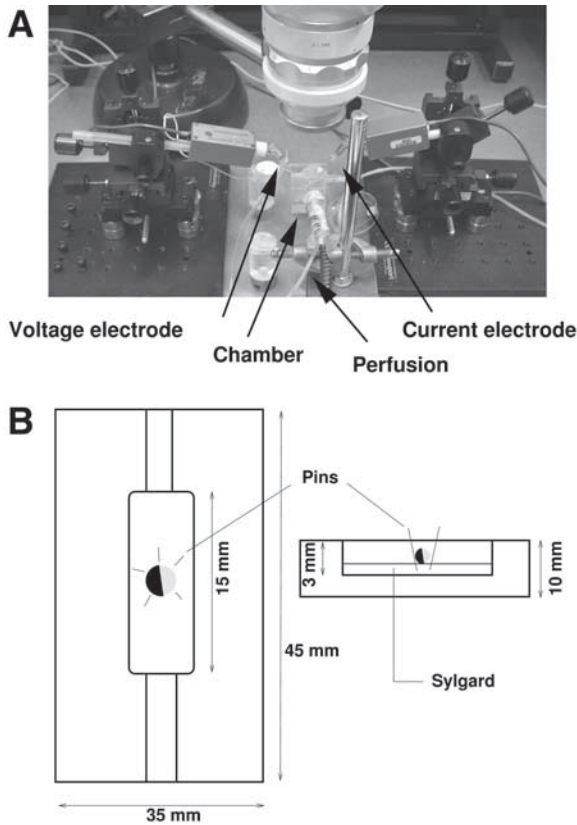 A
Voltage electrode
Chamber
Perfusion
Current electrode
B
Pins
15 mm
45 mm
35 mm
3 mm
10 mm
Sylgard